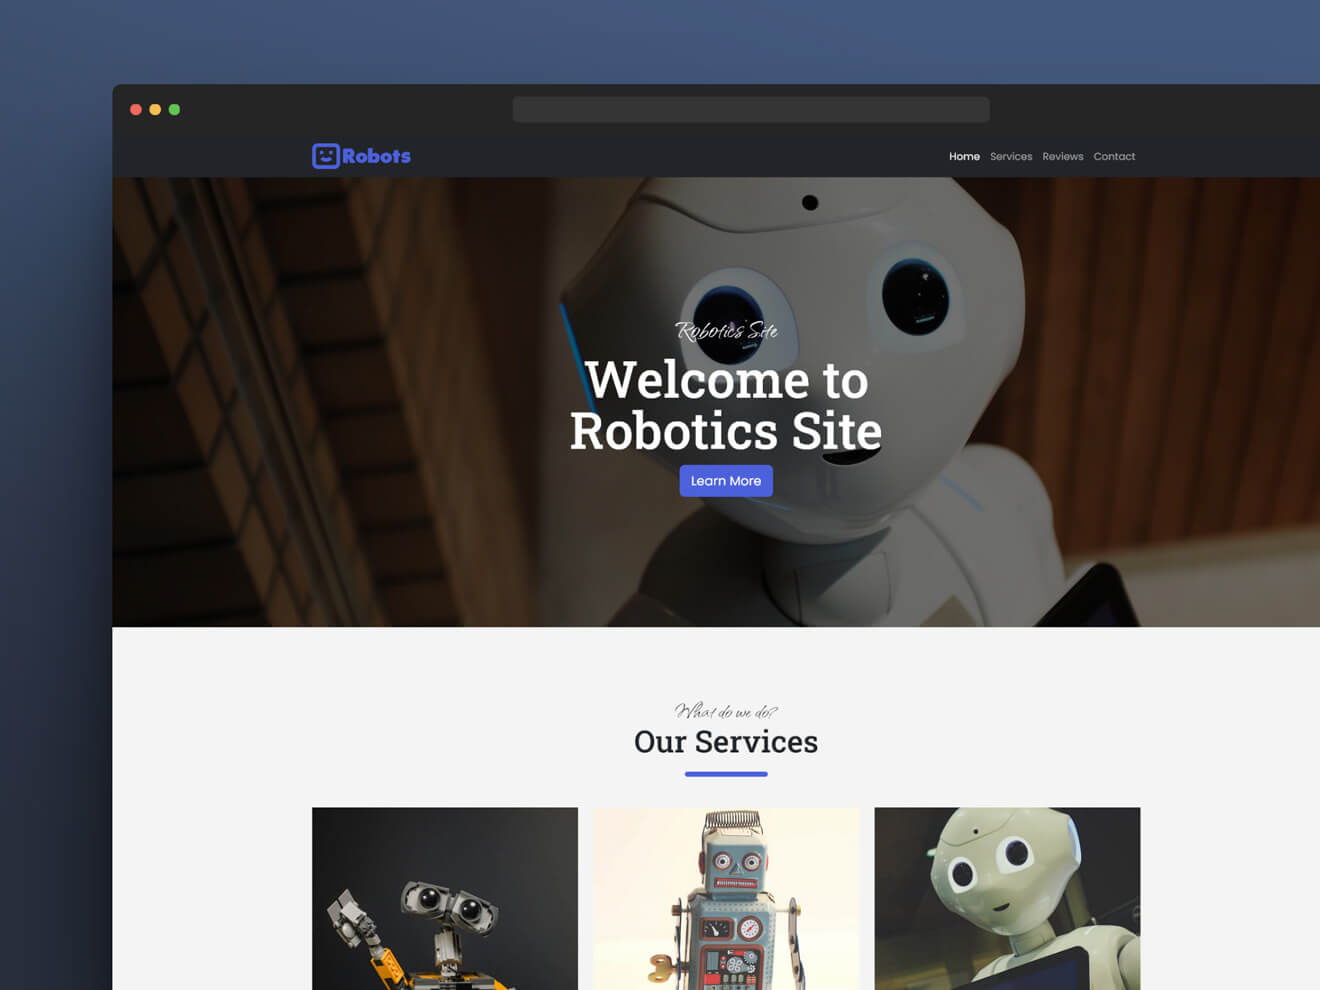 Robots
Home Services Reviews Contact
Robotics Site
Welcome to
Robotics Site
Learn More
What do we do?
Our Services